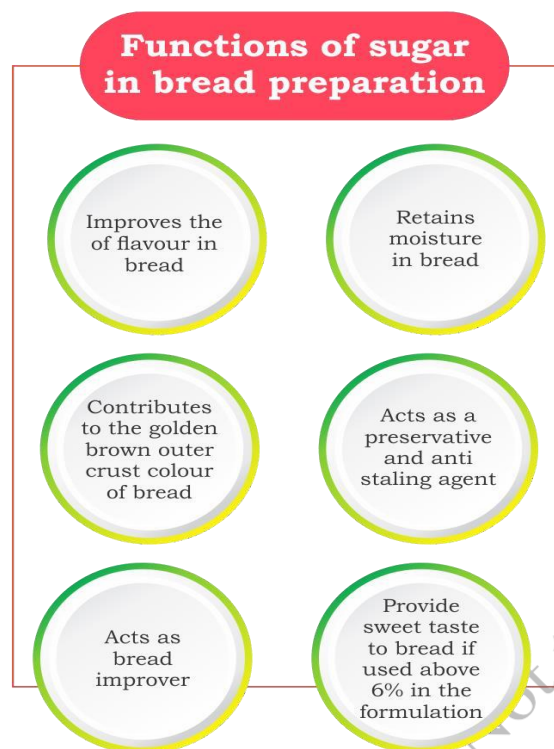 Functions of sugar
in bread preparation
Improves the
of flavour in
bread
Retains
moisture
in bread
Contributes
to the golden
brown outer
crust colour
of bread
Acts as a
preservative
and anti
staling agent
Acts as
bread
improver
Provide
sweet taste
to bread if
used above
6% in the
formulation
not